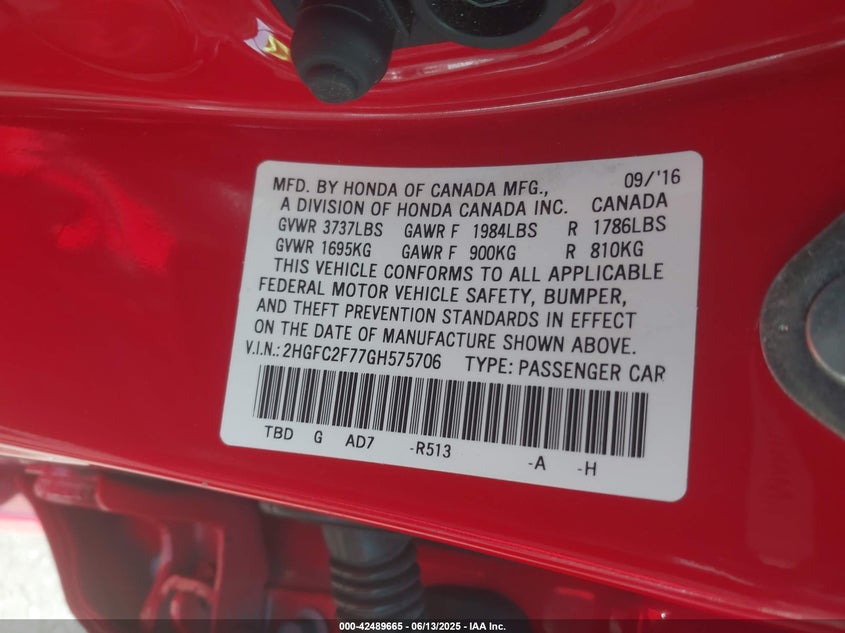 MFD. BY HONDA OF CANADA MFG., 09/'16
A DIVISION OF HONDA CANADA INC. CANADA
GVWR 3737LBS GAWR F 1984LBS R 1786LBS
GVWR 1695KG GAWR F 900KG R 810KG
THIS VEHICLE CONFORMS TO ALL APPLICABLE
FEDERAL MOTOR VEHICLE SAFETY, BUMPER,
AND THEFT PREVENTION STANDARDS IN EFFECT
ON THE DATE OF MANUFACTURE SHOWN ABOVE.
V.I.N.: 2HGFC2F77GH575706 TYPE: PASSENGER CAR
TBD G AD7 -R513 -A -H
000-42489665 - 06/13/2025 - IAA Inc.